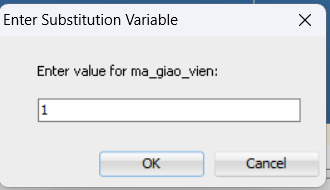 Enter Substitution Variable
Enter value for ma_giao_vien:
1
OK
Cancel